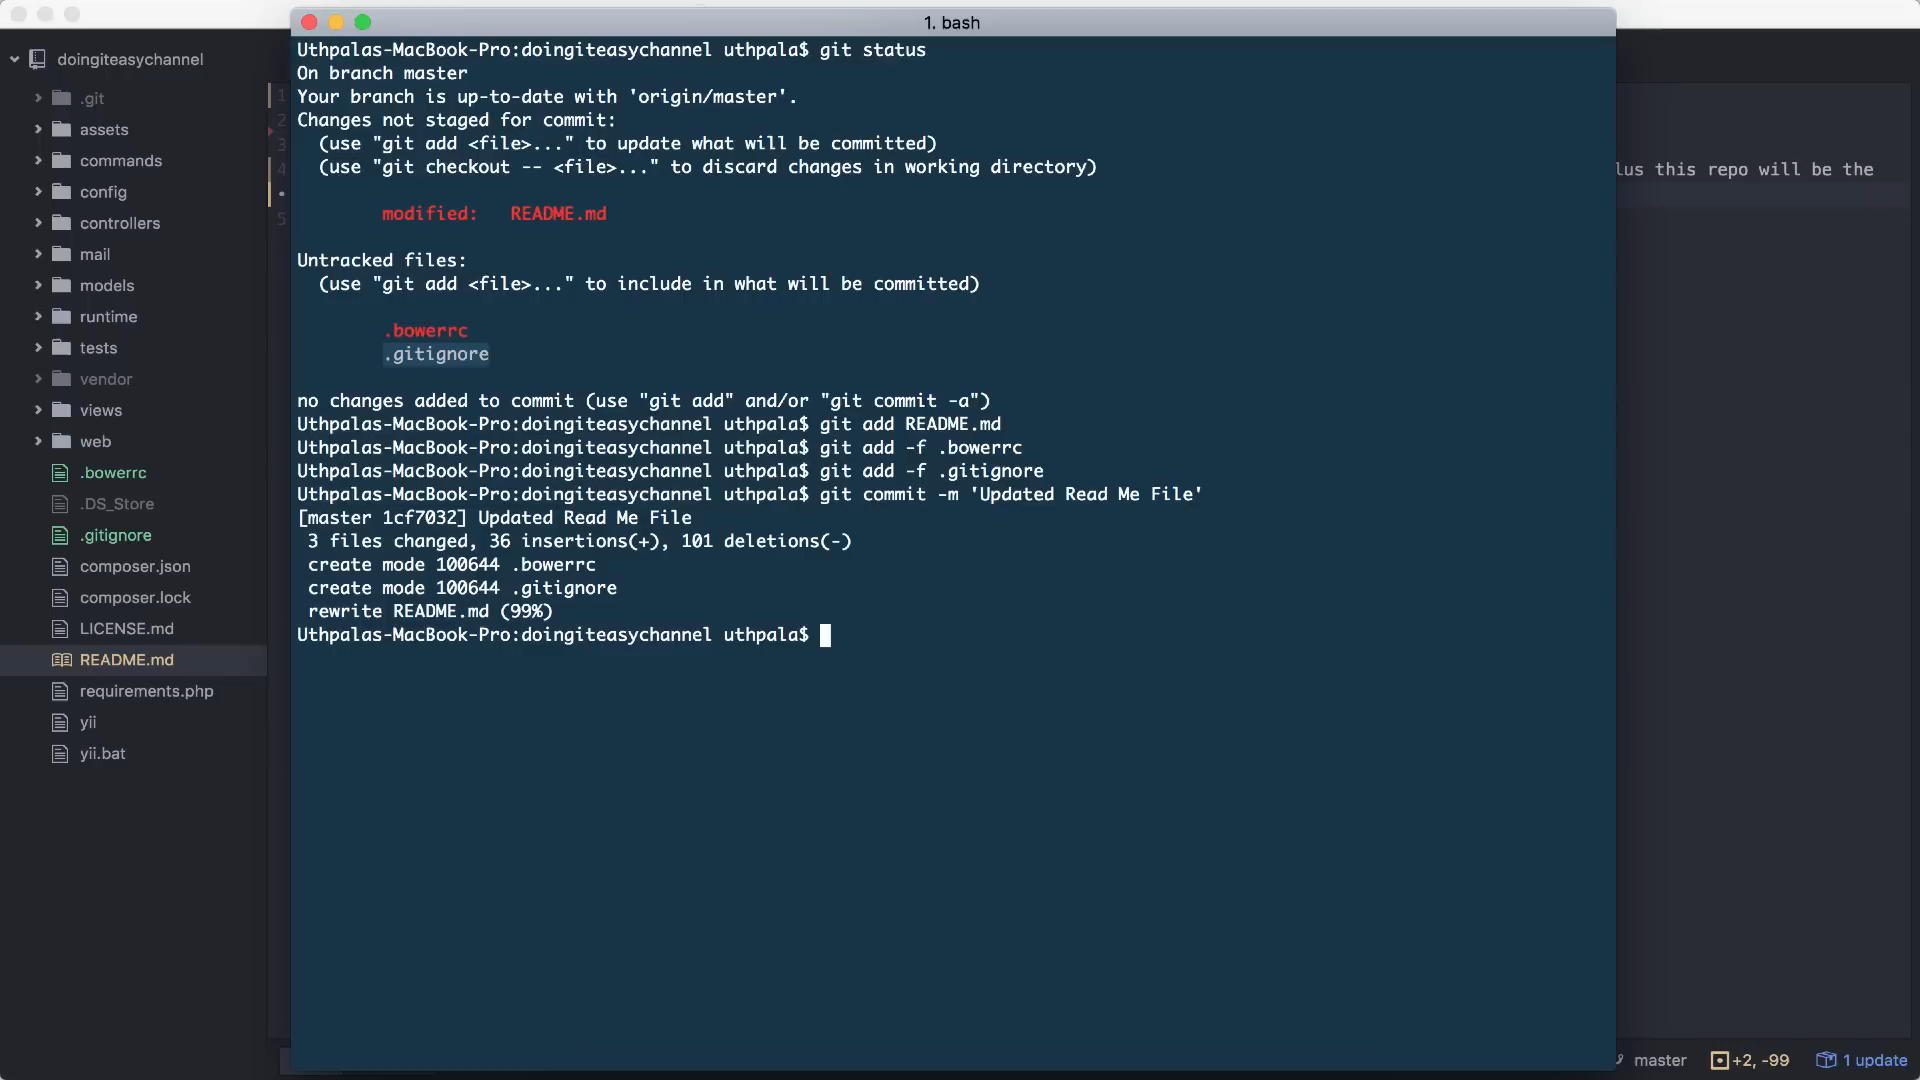 1. bash
doingiteasychannel
.git
assets
commands
config
controllers
mail
models
runtime
tests
vendor
views
web
.bowerrc
.DS_Store
.gitignore
composer.json
composer.lock
LICENSE.md
README.md
requirements.php
yii
yii.bat
1
2
3
4
5
Uthpalas-MacBook-Pro:doingiteasychannel uthpala$ git status
On branch master
Your branch is up-to-date with 'origin/master'.
Changes not staged for commit:
(use "git add <file>..." to update what will be committed)
(use "git checkout -- <file>..." to discard changes in working directory)
modified: README.md
Untracked files:
(use "git add <file>..." to include in what will be committed)
.bowerrc
.gitignore
no changes added to commit (use "git add" and/or "git commit -a")
Uthpalas-MacBook-Pro:doingiteasychannel uthpala$ git add README.md
Uthpalas-MacBook-Pro:doingiteasychannel uthpala$ git add -f .bowerrc
Uthpalas-MacBook-Pro:doingiteasychannel uthpala$ git add -f .gitignore
Uthpalas-MacBook-Pro:doingiteasychannel uthpala$ git commit -m 'Updated Read Me File'
[master 1cf7032] Updated Read Me File
3 files changed, 36 insertions(+), 101 deletions(-)
create mode 100644 .bowerrc
create mode 100644 .gitignore
rewrite README.md (99%)
Uthpalas-MacBook-Pro:doingiteasychannel uthpala$
this repo will be the
master +2, -99 1 update